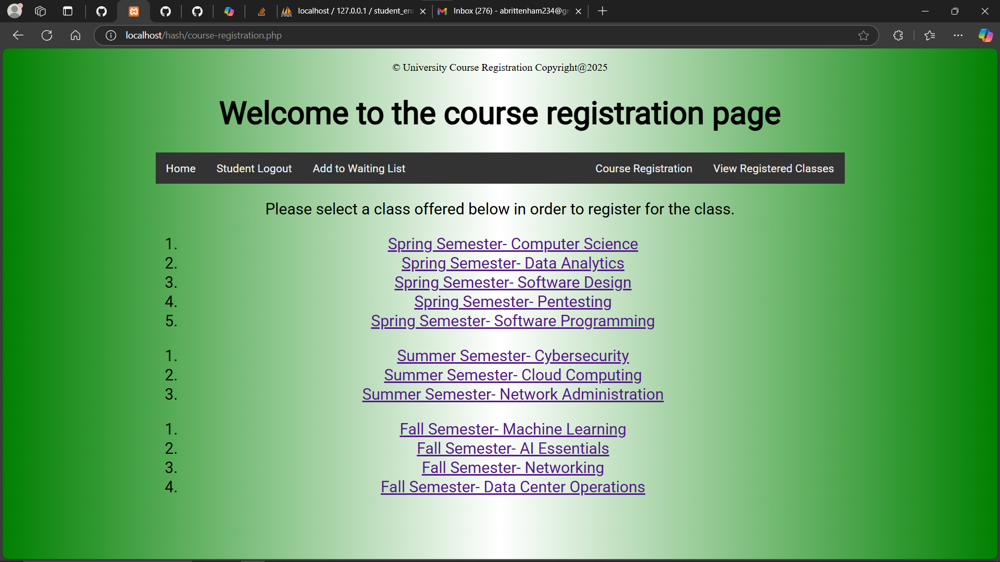 localhost / 127.0.0.1 / student_enr
Inbox (276) - abrittenham234@gm
localhost/hash/course-registration.php
© University Course Registration Copyright@2025
Welcome to the course registration page
Home Student Logout Add to Waiting List Course Registration View Registered Classes
Please select a class offered below in order to register for the class.
1. Spring Semester- Computer Science
2. Spring Semester- Data Analytics
3. Spring Semester- Software Design
4. Spring Semester- Pentesting
5. Spring Semester- Software Programming
1. Summer Semester- Cybersecurity
2. Summer Semester- Cloud Computing
3. Summer Semester- Network Administration
1. Fall Semester- Machine Learning
2. Fall Semester- AI Essentials
3. Fall Semester- Networking
4. Fall Semester- Data Center Operations